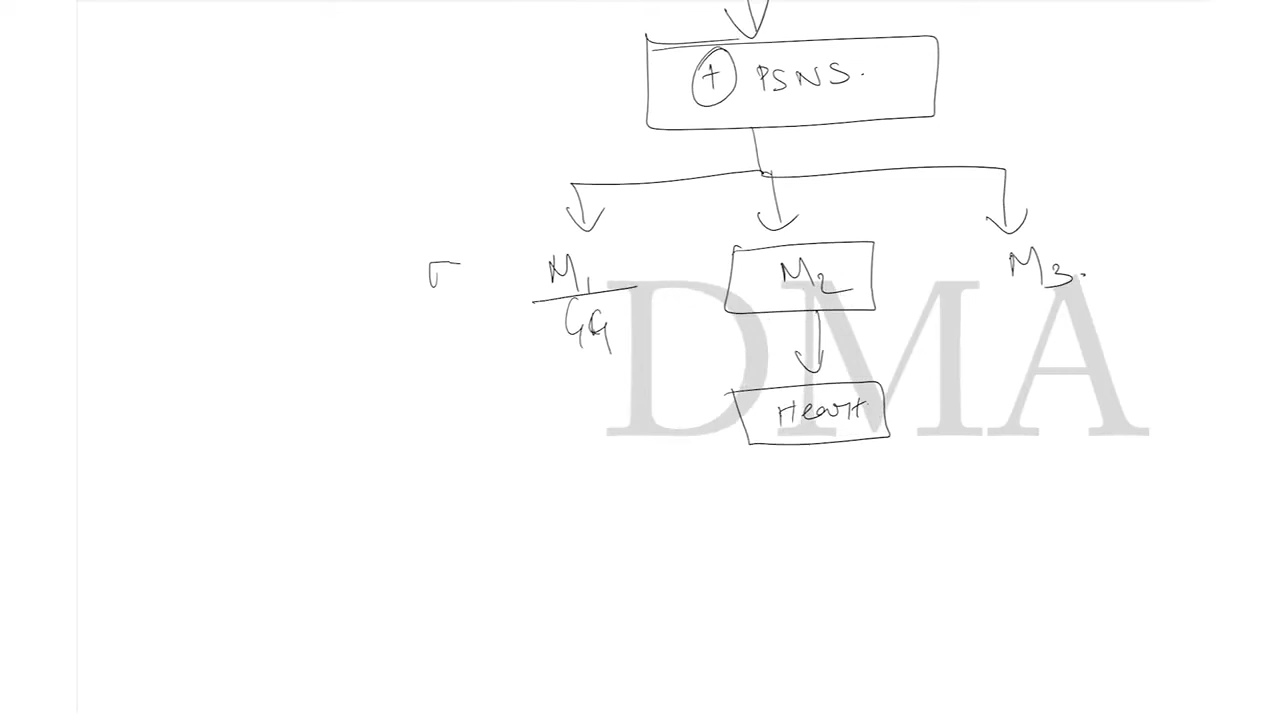 + PSNS.
M1 M2 M3.
Gq
Heart
DMA